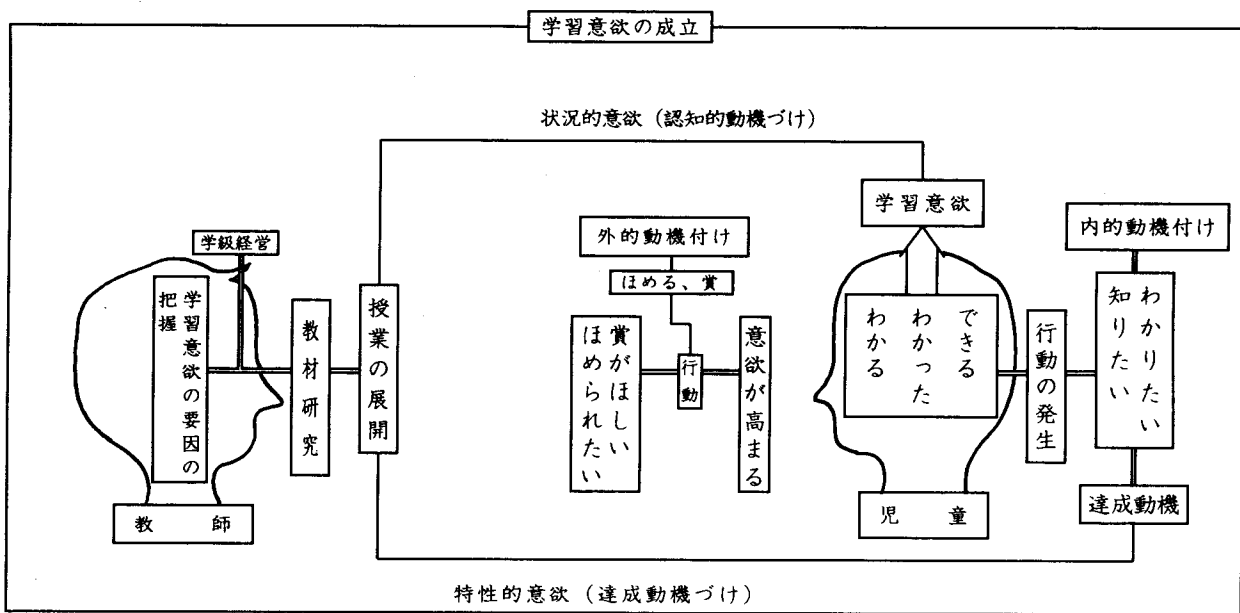 学習意欲の成立
状況的意欲（認知的動機づけ）
学習意欲
学級経営
外的動機付け
内的動機付け
ほめる、賞
学習意欲の要因の
把握
教材研究
授業の展開
賞がほしい
ほめられたい
行動
意欲が高まる
できる
わかった
わかる
行動の発生
わかりたい
知りたい
教師
児童
達成動機
特性的意欲（達成動機づけ）